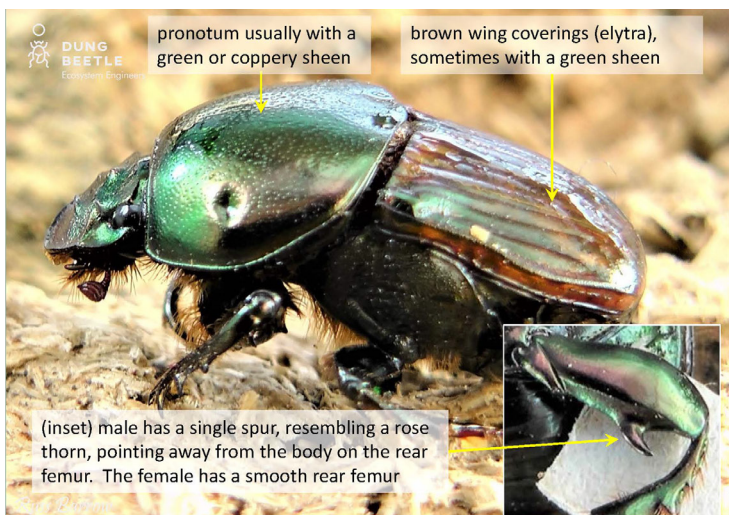 DUNG
BEETLE
Ecosystem Engineers
pronotum usually with a
green or coppery sheen
brown wing coverings (elytra),
sometimes with a green sheen
(inset) male has a single spur, resembling a rose
thorn, pointing away from the body on the rear
femur. The female has a smooth rear femur